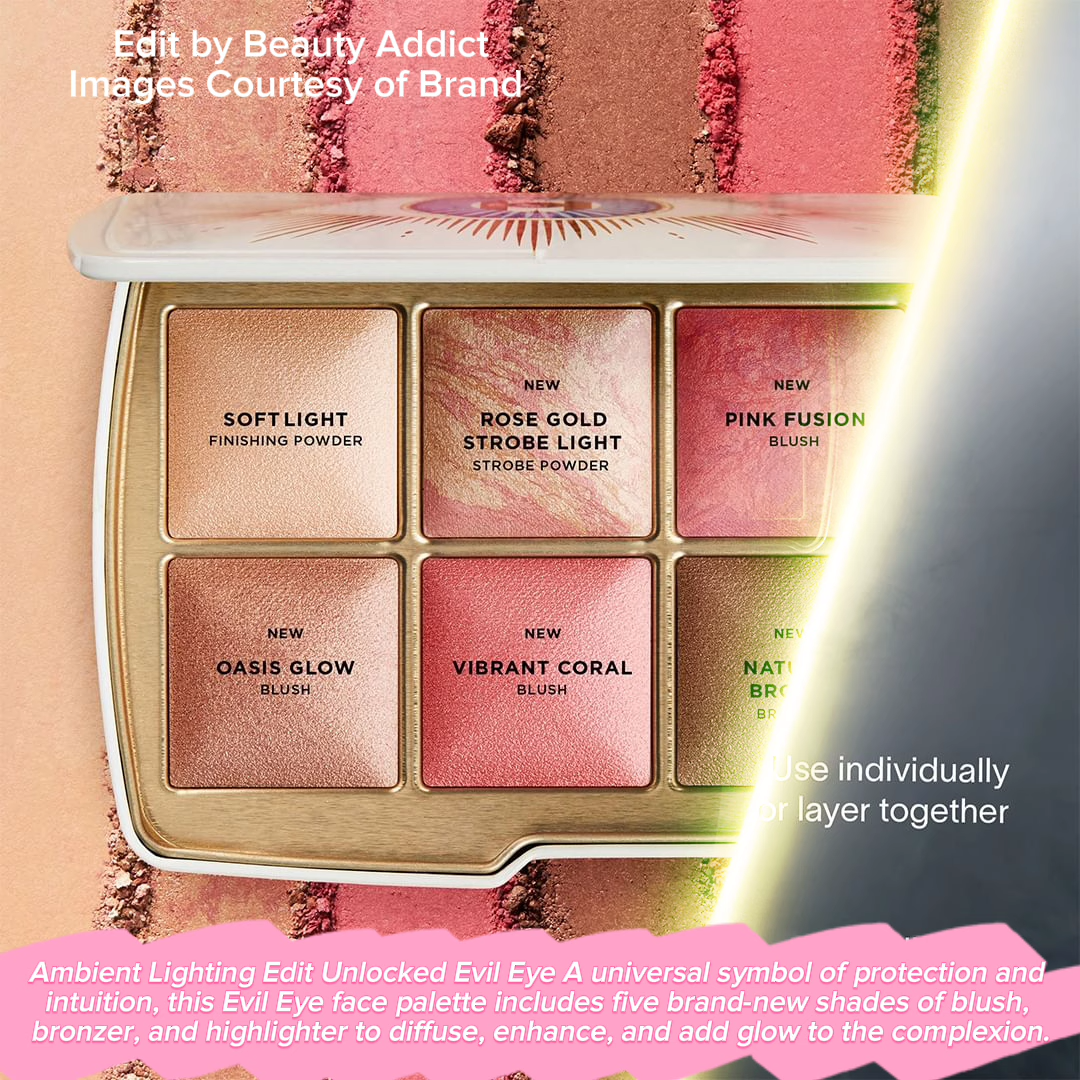 Edit by Beauty Addict
Images Courtesy of Brand
SOFT LIGHT
FINISHING POWDER
NEW
ROSE GOLD
STROBE LIGHT
STROBE POWDER
NEW
PINK FUSION
BLUSH
NEW
OASIS GLOW
BLUSH
NEW
VIBRANT CORAL
BLUSH
NEW
Use individually
or layer together
Ambient Lighting Edit Unlocked Evil Eye A universal symbol of protection and
intuition, this Evil Eye face palette includes five brand-new shades of blush,
bronzer, and highlighter to diffuse, enhance, and add glow to the complexion.